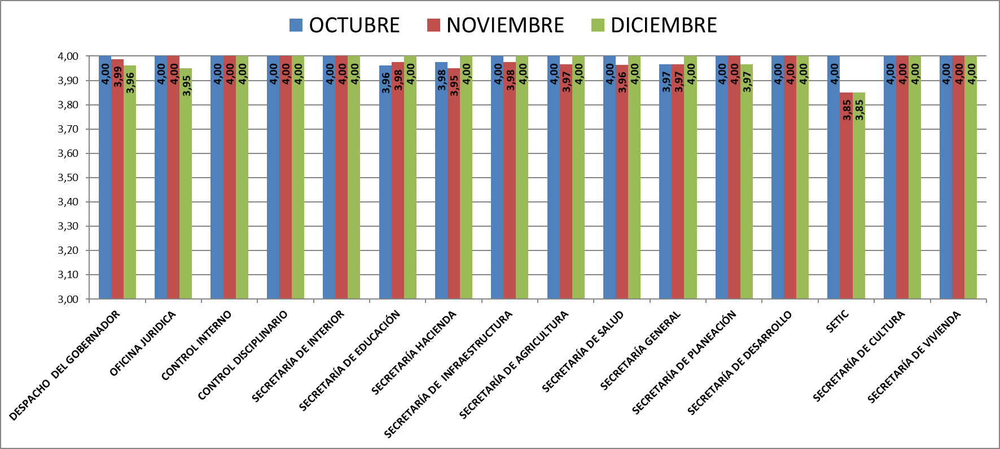 OCTUBRE NOVIEMBRE DICIEMBRE
4,00
3,90
3,80
3,70
3,60
3,50
3,40
3,30
3,20
3,10
3,00
4,00 3,99 3,96
4,00 4,00 3,95
4,00 4,00 4,00
4,00 4,00 4,00
4,00 4,00 4,00
3,96 3,98 4,00
3,98 3,95 4,00
4,00 3,98 4,00
4,00 3,97 4,00
4,00 3,96 4,00
3,97 3,97 4,00
4,00 4,00 3,97
4,00 4,00 4,00
4,00 3,85 3,85
4,00 4,00 4,00
4,00 4,00 4,00
DESPACHO DEL GOBERNADOR
OFICINA JURIDICA
CONTROL INTERNO
CONTROL DISCIPLINARIO
SECRETARÍA DE INTERIOR
SECRETARÍA DE EDUCACIÓN
SECRETARÍA HACIENDA
SECRETARÍA DE INFRAESTRUCTURA
SECRETARÍA DE AGRICULTURA
SECRETARÍA DE SALUD
SECRETARÍA GENERAL
SECRETARÍA DE PLANEACIÓN
SECRETARÍA DE DESARROLLO
SETIC
SECRETARÍA DE CULTURA
SECRETARÍA DE VIVIENDA